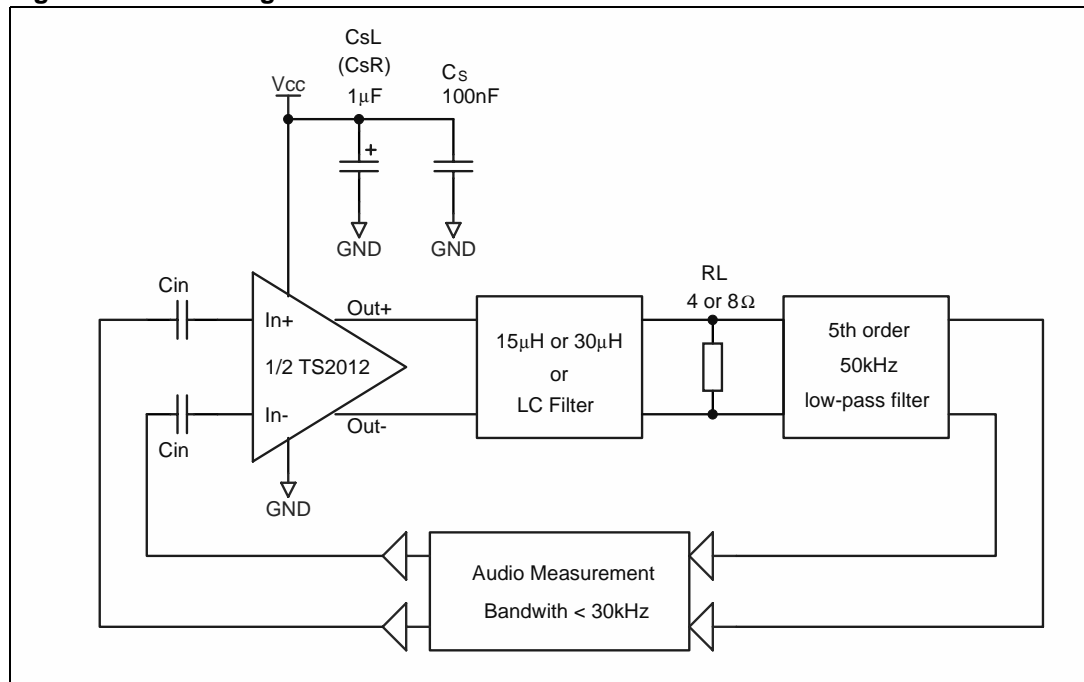 CsL
(CsR)
1µF
Cs
100nF
Vcc
+
GND
GND
Cin
In+
Out+
1/2 TS2012
In-
Out-
Cin
GND
15µH or 30µH
or
LC Filter
RL
4 or 8Ω
5th order
50kHz
low-pass filter
Audio Measurement
Bandwith < 30kHz